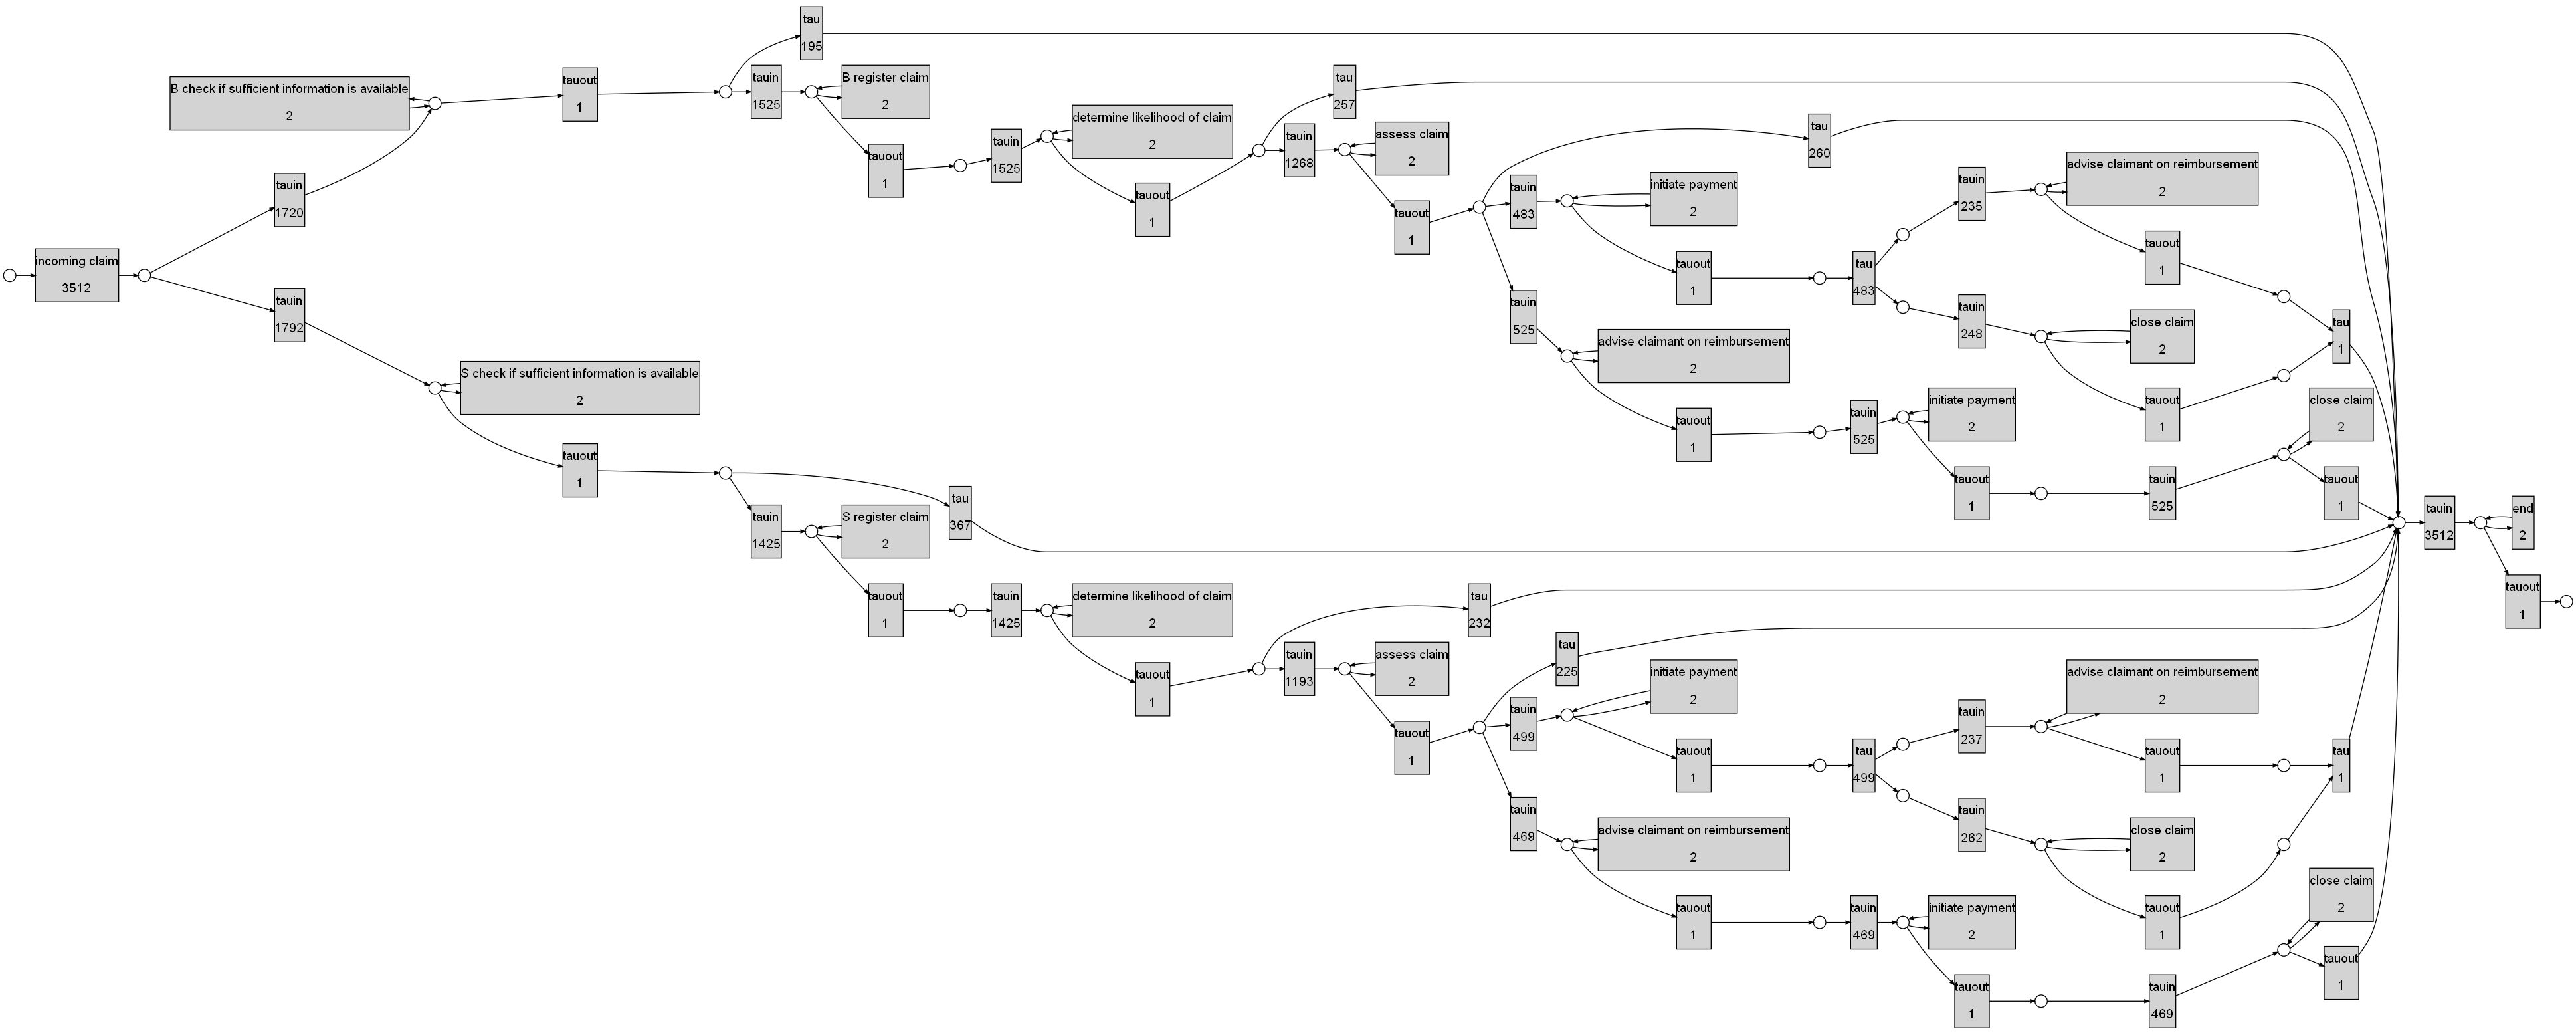 tau
195
B check if sufficient information is available
2
tauout
1
tauin
1525
B register claim
2
tau
257
determine likelihood of claim
2
tauin
1525
tauout
1
tauin
1268
assess claim
2
tau
260
tauout
1
tauout
1
tauin
483
initiate payment
2
tauin
235
advise claimant on reimbursement
2
tauin
1720
incoming claim
3512
tauout
1
tau
483
tauout
1
tauin
1792
tauin
525
tauin
248
close claim
2
tau
1
advise claimant on reimbursement
2
S check if sufficient information is available
2
tauout
1
tauin
525
initiate payment
2
tauout
1
close claim
2
tauout
1
tauout
1
tauin
525
tauout
1
tau
367
tauin
1425
S register claim
2
tauin
3512
end
2
tauout
1
tauout
1
tauin
1425
determine likelihood of claim
2
tau
232
tauout
1
tauin
1193
assess claim
2
tau
225
tauout
1
tauin
499
initiate payment
2
tauin
237
advise claimant on reimbursement
2
tauout
1
tau
499
tauout
1
tau
1
tauin
469
tauin
262
close claim
2
advise claimant on reimbursement
2
tauout
1
tauin
469
initiate payment
2
tauout
1
close claim
2
tauout
1
tauin
469
tauout
1